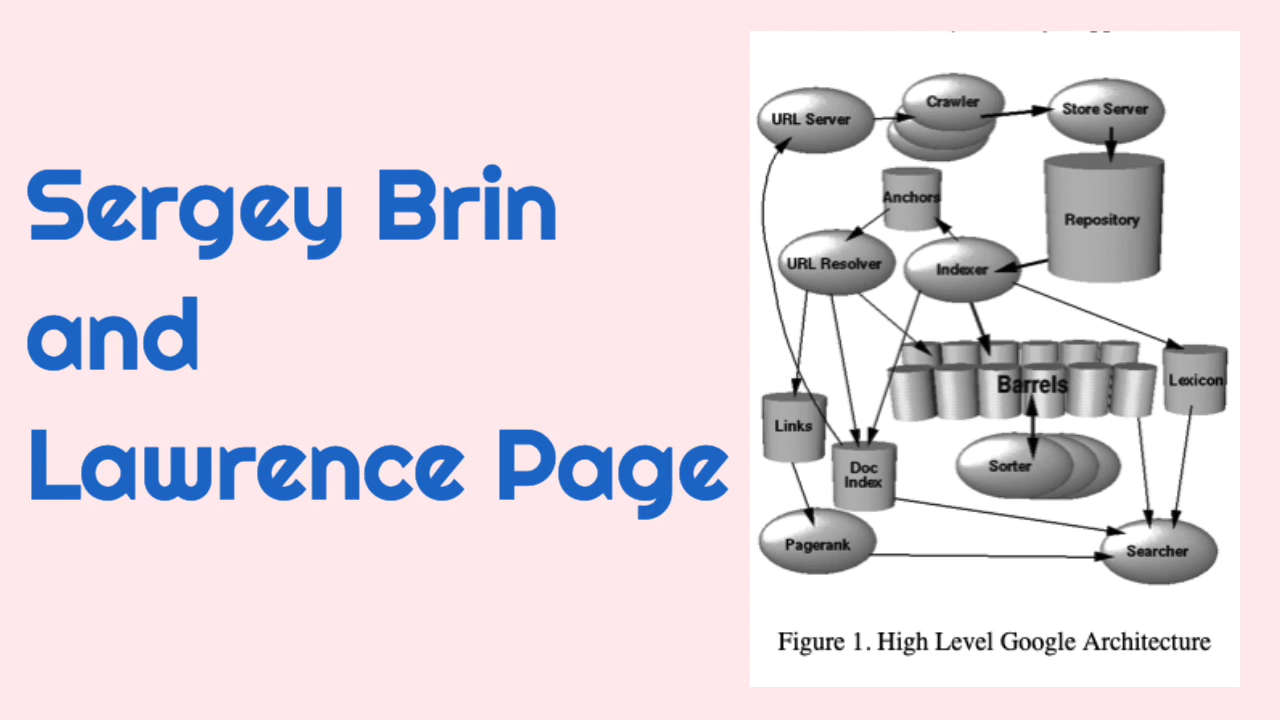 Sergey Brin
and
Lawrence Page
URL Server
Crawler
Store Server
Anchors
Repository
URL Resolver
Indexer
Barrels
Lexicon
Links
Doc
Index
Sorter
Pagerank
Searcher
Figure 1. High Level Google Architecture